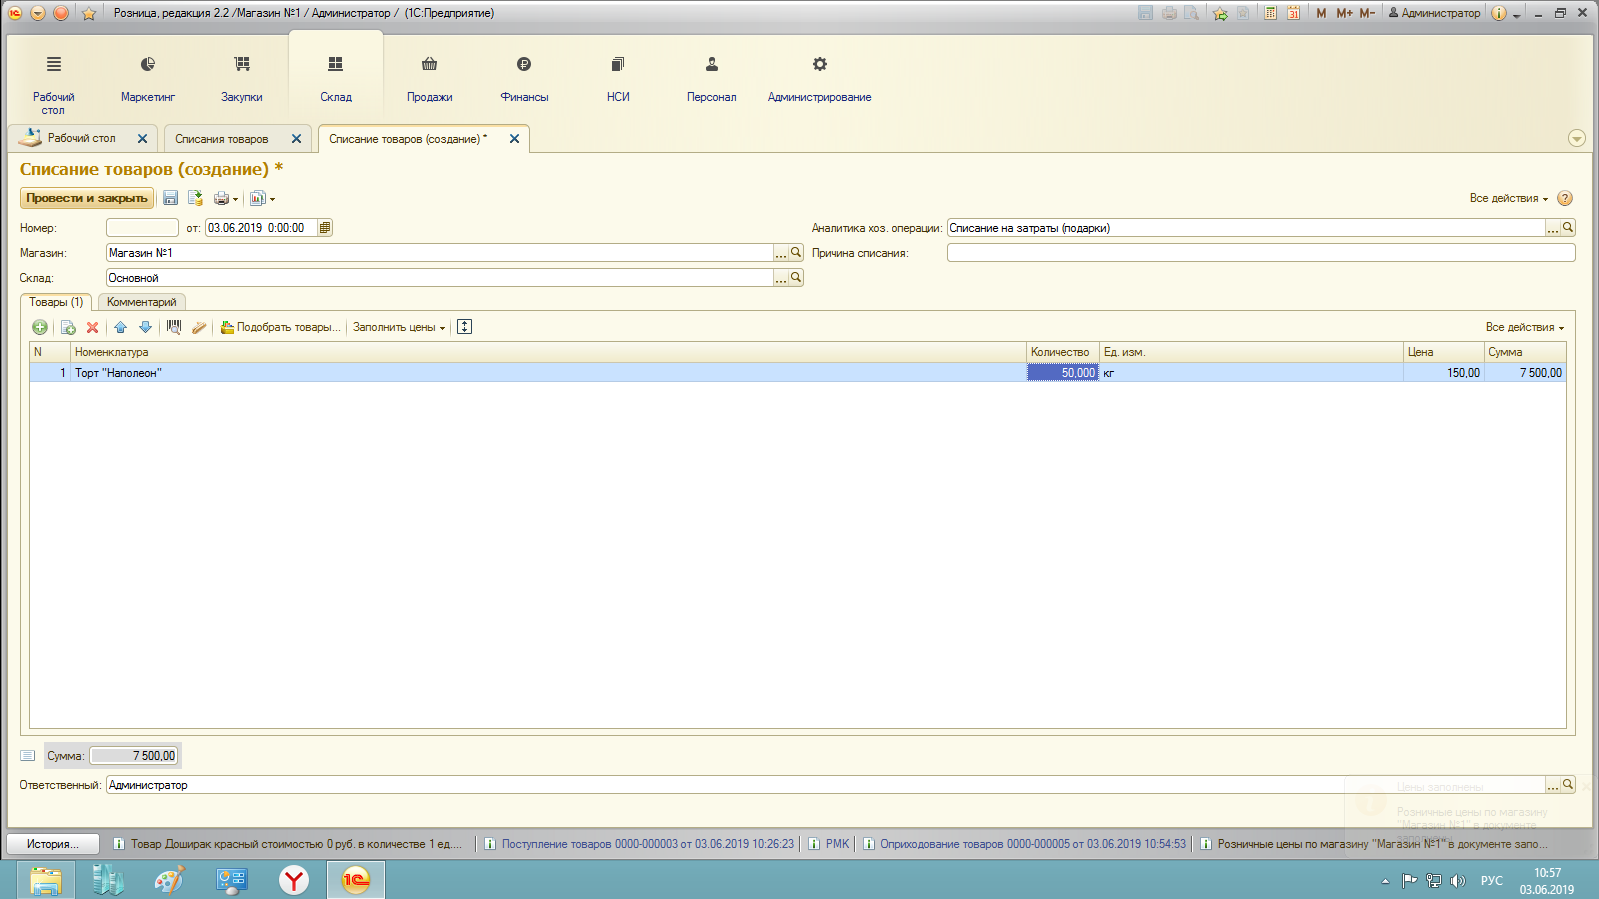 Розница, редакция 2.2 /Магазин №1 / Администратор / (1С:Предприятие)
M M+ M- Администратор
Рабочий стол
Маркетинг
Закупки
Склад
Продажи
Финансы
НСИ
Персонал
Администрирование
Рабочий стол
Списания товаров
Списание товаров (создание) *
Списание товаров (создание) *
Провести и закрыть
Все действия
Номер: от: 03.06.2019 0:00:00
Аналитика хоз. операции: Списание на затраты (подарки)
Магазин: Магазин №1
Причина списания:
Склад: Основной
Товары (1) Комментарий
Подобрать товары... Заполнить цены
Все действия
N Номенклатура Количество Ед. изм. Цена Сумма
1 Торт "Наполеон" 50,000 кг 150,00 7 500,00
Сумма: 7 500,00
Ответственный: Администратор
Цены заполнены
Розничные цены по магазину
"Магазин №1" в документе
заполнены
История...
Товар Доширак красный стоимостью 0 руб. в количестве 1 ед....
Поступление товаров 0000-000003 от 03.06.2019 10:26:23
РМК
Оприходование товаров 0000-000005 от 03.06.2019 10:54:53
Розничные цены по магазину "Магазин №1" в документе запо...
РУС
10:57
03.06.2019